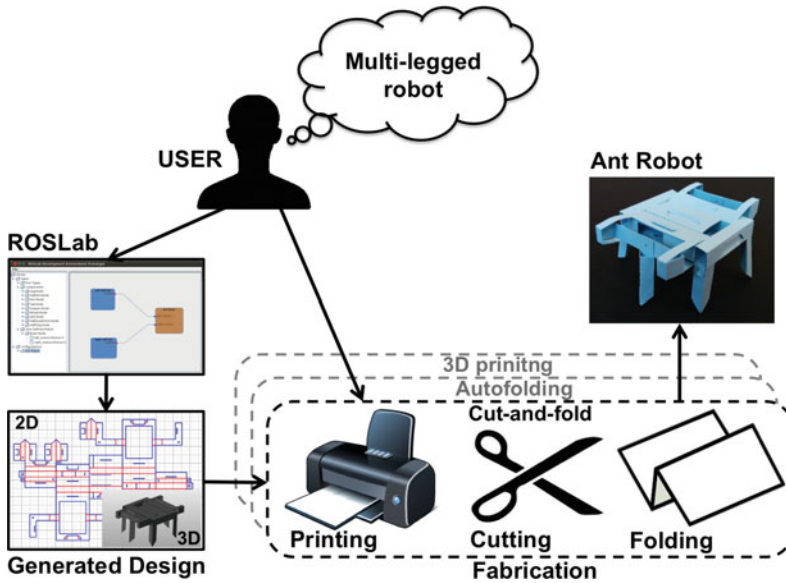 Multi-legged
robot
USER
Ant Robot
ROSLab
3D prinitng
Autofolding
Cut-and-fold
2D
3D
Printing
Cutting
Folding
Generated Design
Fabrication